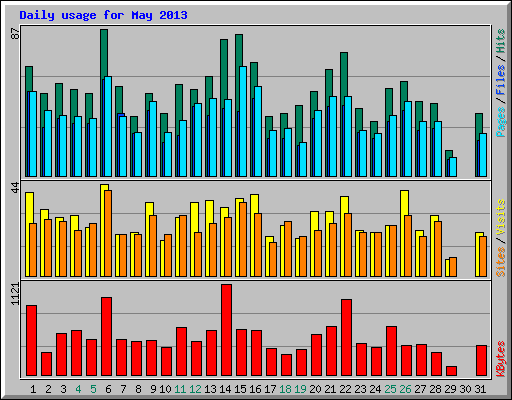 Daily usage for May 2013
87
44
1121
Pages / Files / Hits
Sites / Visits
KBytes
1 2 3 4 5 6 7 8 9 10 11 12 13 14 15 16 17 18 19 20 21 22 23 24 25 26 27 28 29 30 31